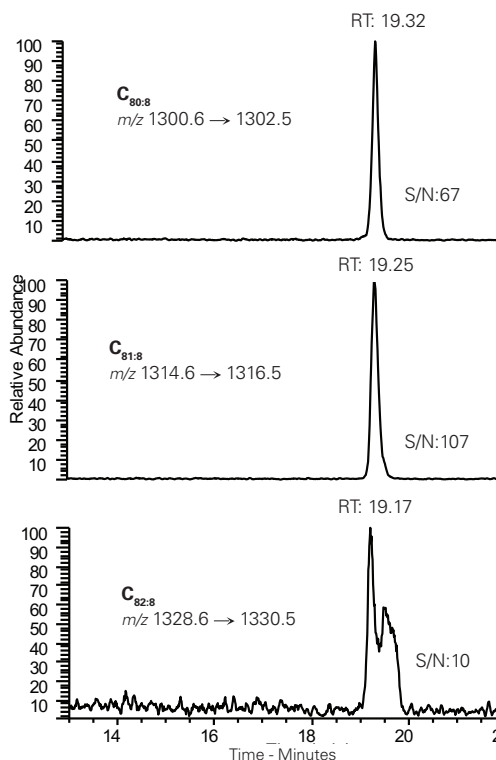 RT: 19.32
100
90
80
70
60
50
40
30
20
10
C80:8
m/z 1300.6 → 1302.5
S/N:67
RT: 19.25
100
90
80
70
60
50
40
30
20
10
C81:8
m/z 1314.6 → 1316.5
S/N:107
Relative Abundance
RT: 19.17
100
90
80
70
60
50
40
30
20
10
C82:8
m/z 1328.6 → 1330.5
S/N:10
14 16 18 20
Time - Minutes